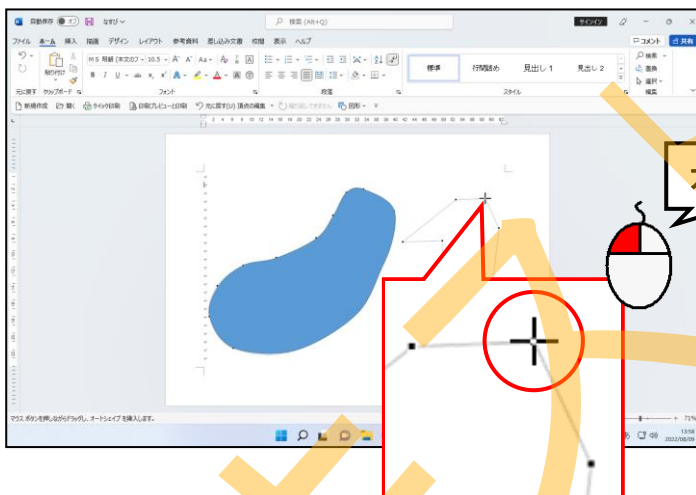 自動保存 オフ なすび 検索 (Alt+Q) サインイン
ファイル ホーム 挿入 描画 デザイン レイアウト 参考資料 差し込み文書 校閲 表示 ヘルプ コメント 共有
貼り付け ＭＳ 明朝 (本文のフ 10.5 標準 行間詰め 見出し 1 見出し 2 検索 置換 選択
元に戻す クリップボード フォント 段落 スタイル 編集
新規作成 開く クイック印刷 印刷プレビューと印刷 元に戻す(U) 頂点の編集 図形
マウス ボタンを押しながらドラッグし、オートシェイプを挿入します。 71%
13:58
2022/08/09